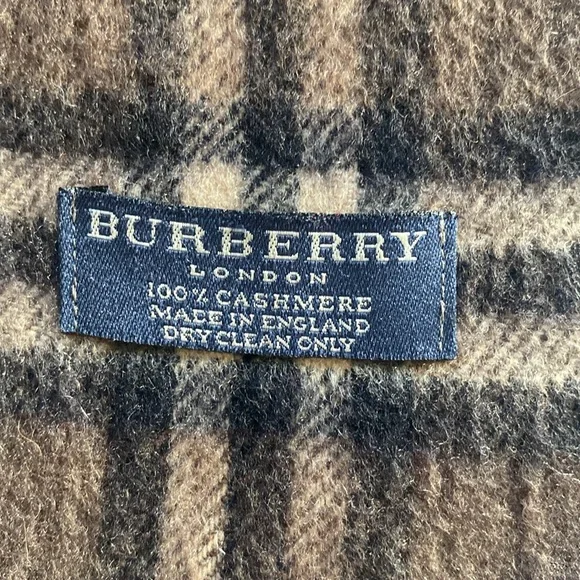 BURBERRY
LONDON
100% CASHMERE
MADE IN ENGLAND
DRY CLEAN ONLY